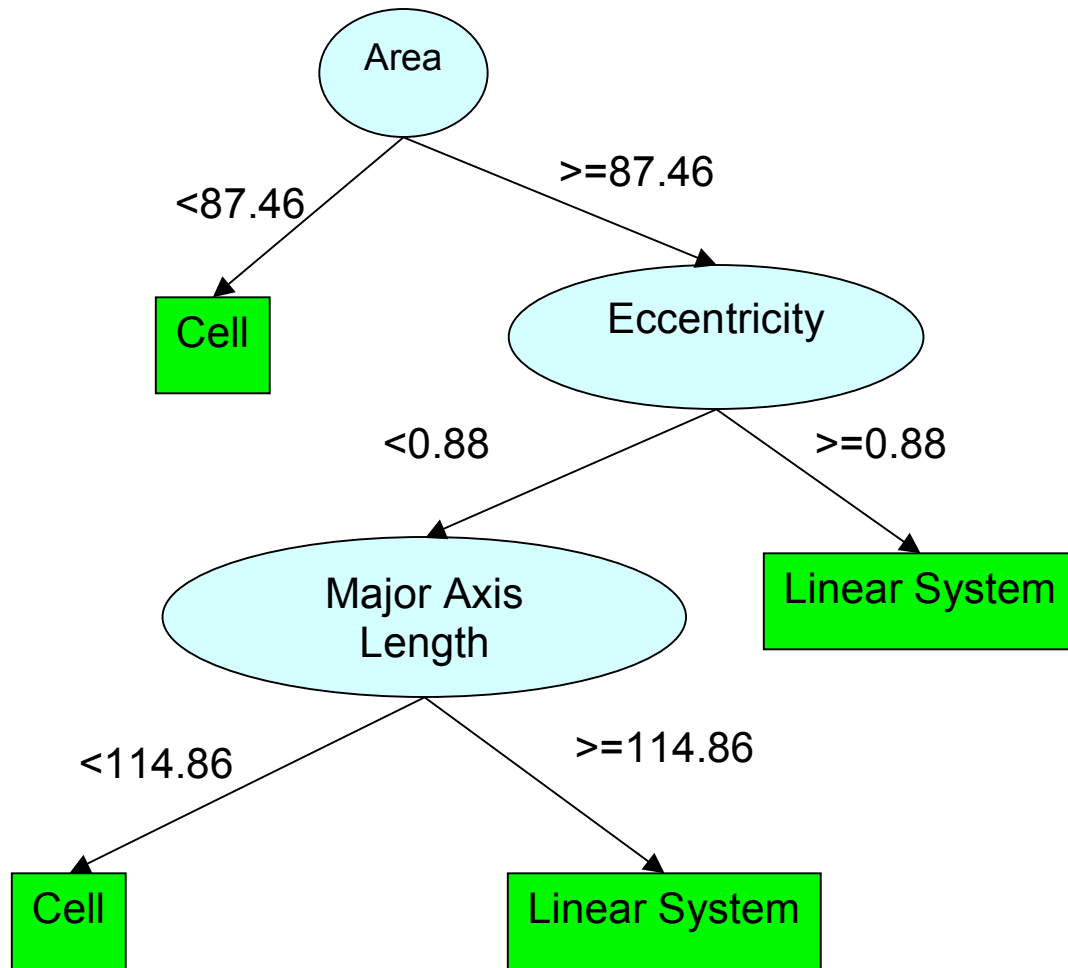 Area
<87.46
>=87.46
Cell
Eccentricity
<0.88
>=0.88
Linear System
Major Axis
Length
<114.86
>=114.86
Cell
Linear System